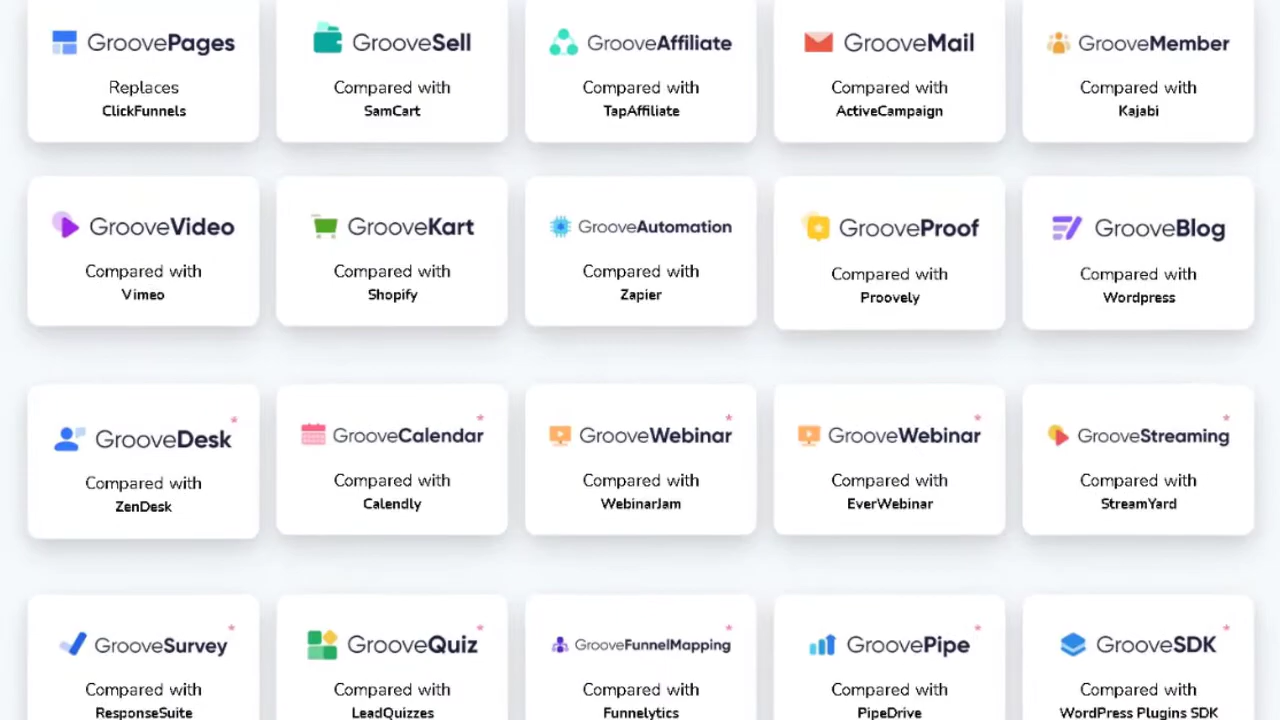 GroovePages
Replaces
ClickFunnels
GrooveSell
Compared with
SamCart
GrooveAffiliate
Compared with
TapAffiliate
GrooveMail
Compared with
ActiveCampaign
GrooveMember
Compared with
Kajabi
GrooveVideo
Compared with
Vimeo
GrooveKart
Compared with
Shopify
GrooveAutomation
Compared with
Zapier
GrooveProof
Compared with
Proovely
GrooveBlog
Compared with
Wordpress
GrooveDesk *
Compared with
ZenDesk
GrooveCalendar *
Compared with
Calendly
GrooveWebinar *
Compared with
WebinarJam
GrooveWebinar *
Compared with
EverWebinar
GrooveStreaming *
Compared with
StreamYard
GrooveSurvey *
Compared with
ResponseSuite
GrooveQuiz *
Compared with
LeadQuizzes
GrooveFunnelMapping *
Compared with
Funnelytics
GroovePipe *
Compared with
PipeDrive
GrooveSDK *
Compared with
WordPress Plugins SDK